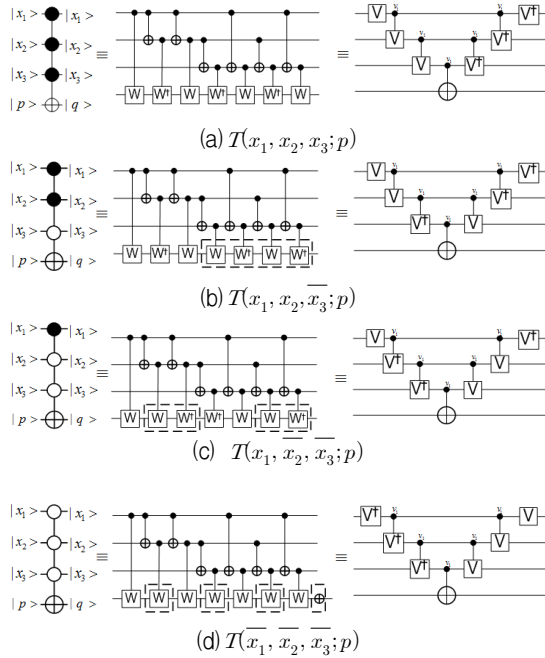 | x₁ > | x₁ >
| x₂ > | x₂ >
| x₃ > | x₃ >
| p > | q >
≡ ≡
W W† W W† W W† W
V V V V V† V† V†
(a) T(x₁, x₂, x₃; p)
| x₁ > | x₁ >
| x₂ > | x₂ >
| x₃ > | x₃ >
| p > | q >
≡ ≡
W W† W W W† W W†
V V V† V V† V†
(b) T(x₁, x₂, x̅₃; p)
| x₁ > | x₁ >
| x₂ > | x₂ >
| x₃ > | x₃ >
| p > | q >
≡ ≡
W W W† W† W W W†
V V† V† V V V†
(c) T(x₁, x̅₂, x̅₃; p)
| x₁ > | x₁ >
| x₂ > | x₂ >
| x₃ > | x₃ >
| p > | q >
≡ ≡
W W W W W W W
V† V† V† V V V
(d) T(x̅₁, x̅₂, x̅₃; p)